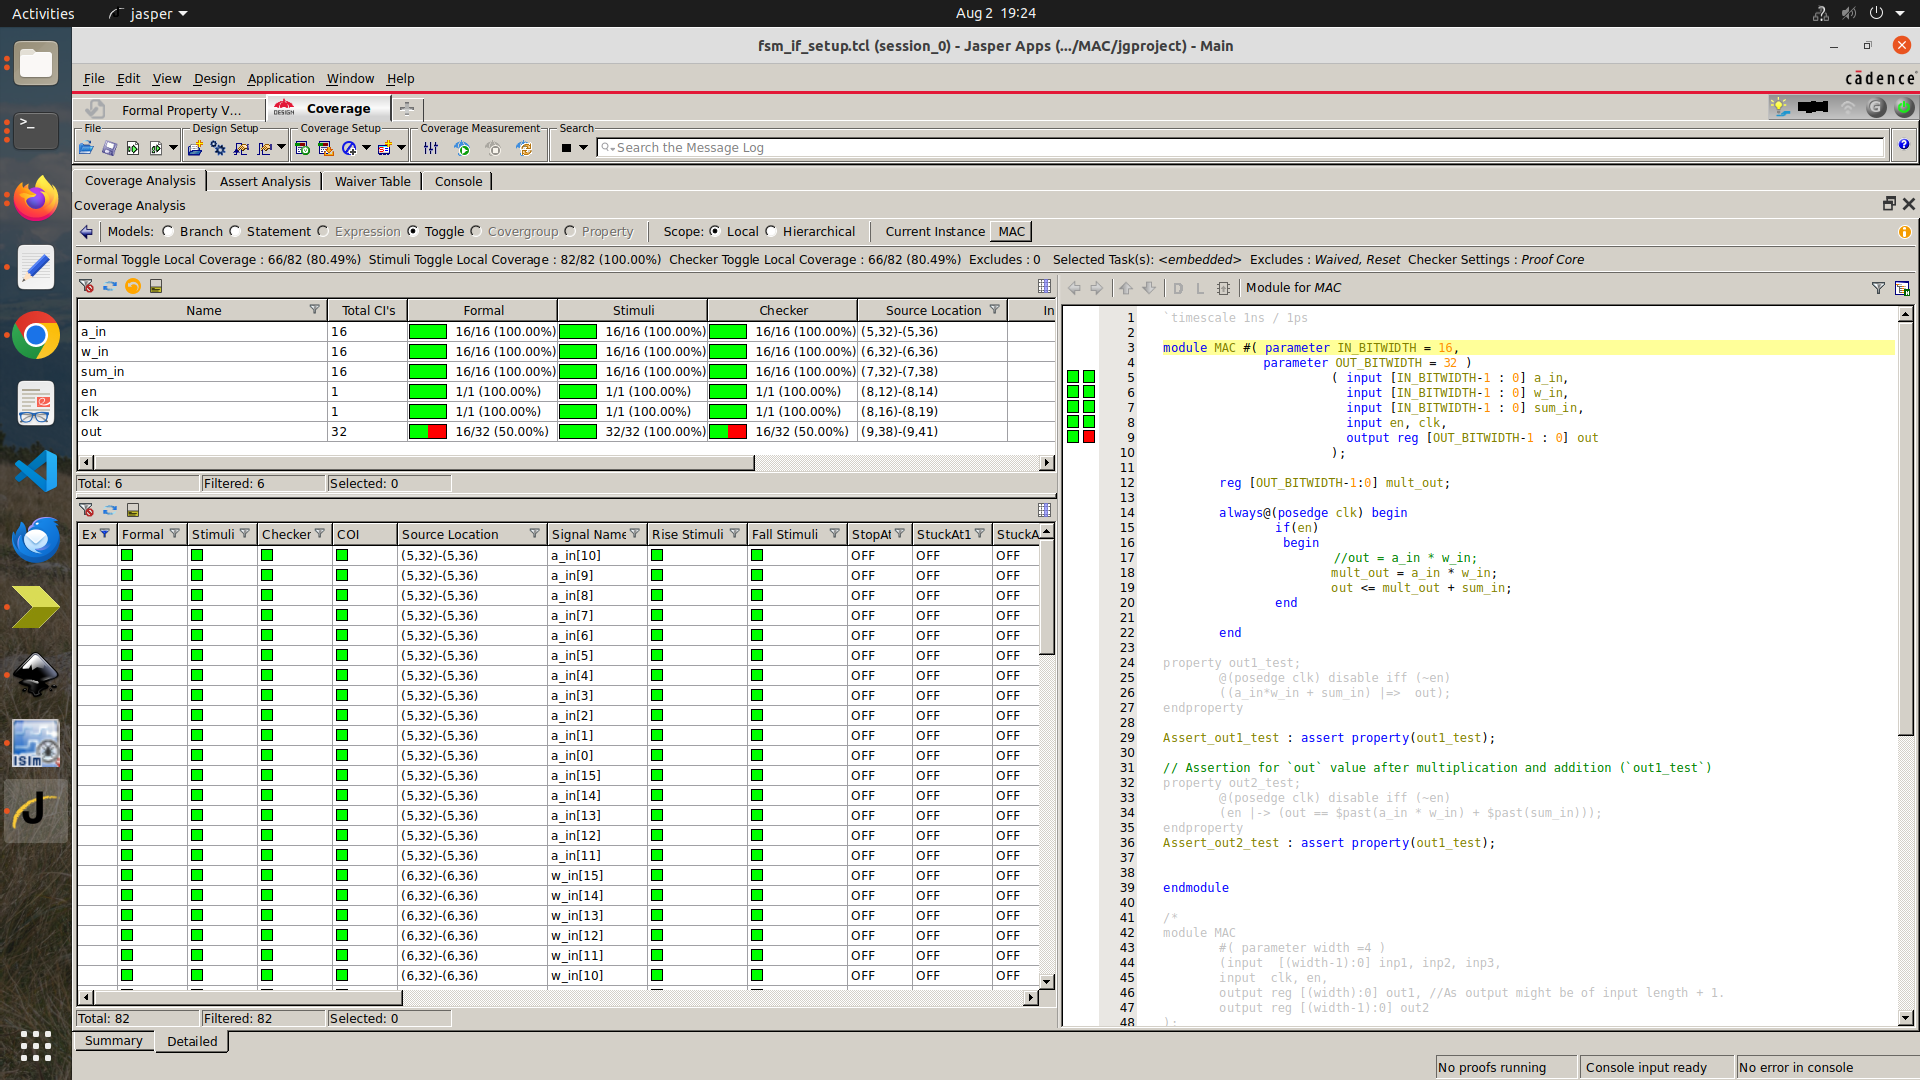 Activities
jasper
Aug 2 19:24
fsm_if_setup.tcl (session_0) - Jasper Apps (.../MAC/jgproject) - Main
File Edit View Design Application Window Help
cādence
Formal Property V...
DESIGN
Coverage
File
Design Setup
Coverage Setup
Coverage Measurement
Search
Search the Message Log
Coverage Analysis
Assert Analysis
Waiver Table
Console
Coverage Analysis
Models: Branch Statement Expression Toggle Covergroup Property Scope: Local Hierarchical Current Instance MAC
Formal Toggle Local Coverage : 66/82 (80.49%) Stimuli Toggle Local Coverage : 82/82 (100.00%) Checker Toggle Local Coverage : 66/82 (80.49%) Excludes : 0 Selected Task(s): <embedded> Excludes : Waived, Reset Checker Settings : Proof Core
Name Total CI's Formal Stimuli Checker Source Location In
a_in 16 16/16 (100.00%) 16/16 (100.00%) 16/16 (100.00%) (5,32)-(5,36)
w_in 16 16/16 (100.00%) 16/16 (100.00%) 16/16 (100.00%) (6,32)-(6,36)
sum_in 16 16/16 (100.00%) 16/16 (100.00%) 16/16 (100.00%) (7,32)-(7,38)
en 1 1/1 (100.00%) 1/1 (100.00%) 1/1 (100.00%) (8,12)-(8,14)
clk 1 1/1 (100.00%) 1/1 (100.00%) 1/1 (100.00%) (8,16)-(8,19)
out 32 16/32 (50.00%) 32/32 (100.00%) 16/32 (50.00%) (9,38)-(9,41)
Total: 6 Filtered: 6 Selected: 0
Ex Formal Stimuli Checker COI Source Location Signal Name Rise Stimuli Fall Stimuli StopAt StuckAt1 StuckA
(5,32)-(5,36) a_in[10] OFF OFF OFF
(5,32)-(5,36) a_in[9] OFF OFF OFF
(5,32)-(5,36) a_in[8] OFF OFF OFF
(5,32)-(5,36) a_in[7] OFF OFF OFF
(5,32)-(5,36) a_in[6] OFF OFF OFF
(5,32)-(5,36) a_in[5] OFF OFF OFF
(5,32)-(5,36) a_in[4] OFF OFF OFF
(5,32)-(5,36) a_in[3] OFF OFF OFF
(5,32)-(5,36) a_in[2] OFF OFF OFF
(5,32)-(5,36) a_in[1] OFF OFF OFF
(5,32)-(5,36) a_in[0] OFF OFF OFF
(5,32)-(5,36) a_in[15] OFF OFF OFF
(5,32)-(5,36) a_in[14] OFF OFF OFF
(5,32)-(5,36) a_in[13] OFF OFF OFF
(5,32)-(5,36) a_in[12] OFF OFF OFF
(5,32)-(5,36) a_in[11] OFF OFF OFF
(6,32)-(6,36) w_in[15] OFF OFF OFF
(6,32)-(6,36) w_in[14] OFF OFF OFF
(6,32)-(6,36) w_in[13] OFF OFF OFF
(6,32)-(6,36) w_in[12] OFF OFF OFF
(6,32)-(6,36) w_in[11] OFF OFF OFF
(6,32)-(6,36) w_in[10] OFF OFF OFF
Total: 82 Filtered: 82 Selected: 0
Summary Detailed
D L Module for MAC
1 `timescale 1ns / 1ps
2
3 module MAC #( parameter IN_BITWIDTH = 16,
4 parameter OUT_BITWIDTH = 32 )
5 ( input [IN_BITWIDTH-1 : 0] a_in,
6 input [IN_BITWIDTH-1 : 0] w_in,
7 input [IN_BITWIDTH-1 : 0] sum_in,
8 input en, clk,
9 output reg [OUT_BITWIDTH-1 : 0] out
10 );
11
12 reg [OUT_BITWIDTH-1:0] mult_out;
13
14 always@(posedge clk) begin
15 if(en)
16 begin
17 //out = a_in * w_in;
18 mult_out = a_in * w_in;
19 out <= mult_out + sum_in;
20 end
21
22 end
23
24 property out1_test;
25 @(posedge clk) disable iff (~en)
26 ((a_in*w_in + sum_in) |=> out);
27 endproperty
28
29 Assert_out1_test : assert property(out1_test);
30
31 // Assertion for `out` value after multiplication and addition (`out1_test`)
32 property out2_test;
33 @(posedge clk) disable iff (~en)
34 (en |-> (out == $past(a_in * w_in) + $past(sum_in)));
35 endproperty
36 Assert_out2_test : assert property(out1_test);
37
38
39 endmodule
40
41 /*
42 module MAC
43 #( parameter width =4 )
44 (input [(width-1):0] inp1, inp2, inp3,
45 input clk, en,
46 output reg [(width):0] out1, //As output might be of input length + 1.
47 output reg [(width-1):0] out2
48 );
No proofs running Console input ready No error in console
ISim